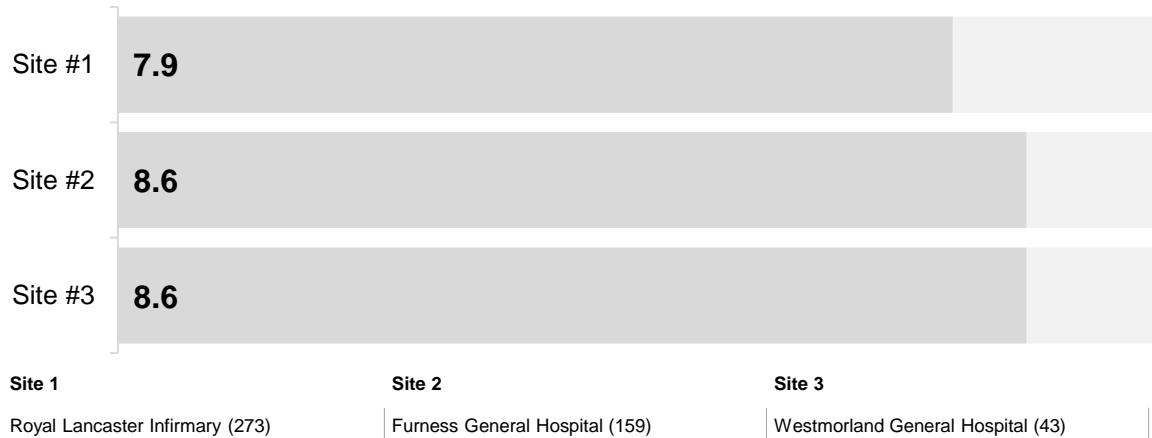 Site #1 7.9
Site #2 8.6
Site #3 8.6
Site 1 Site 2 Site 3
Royal Lancaster Infirmary (273) Furness General Hospital (159) Westmorland General Hospital (43)